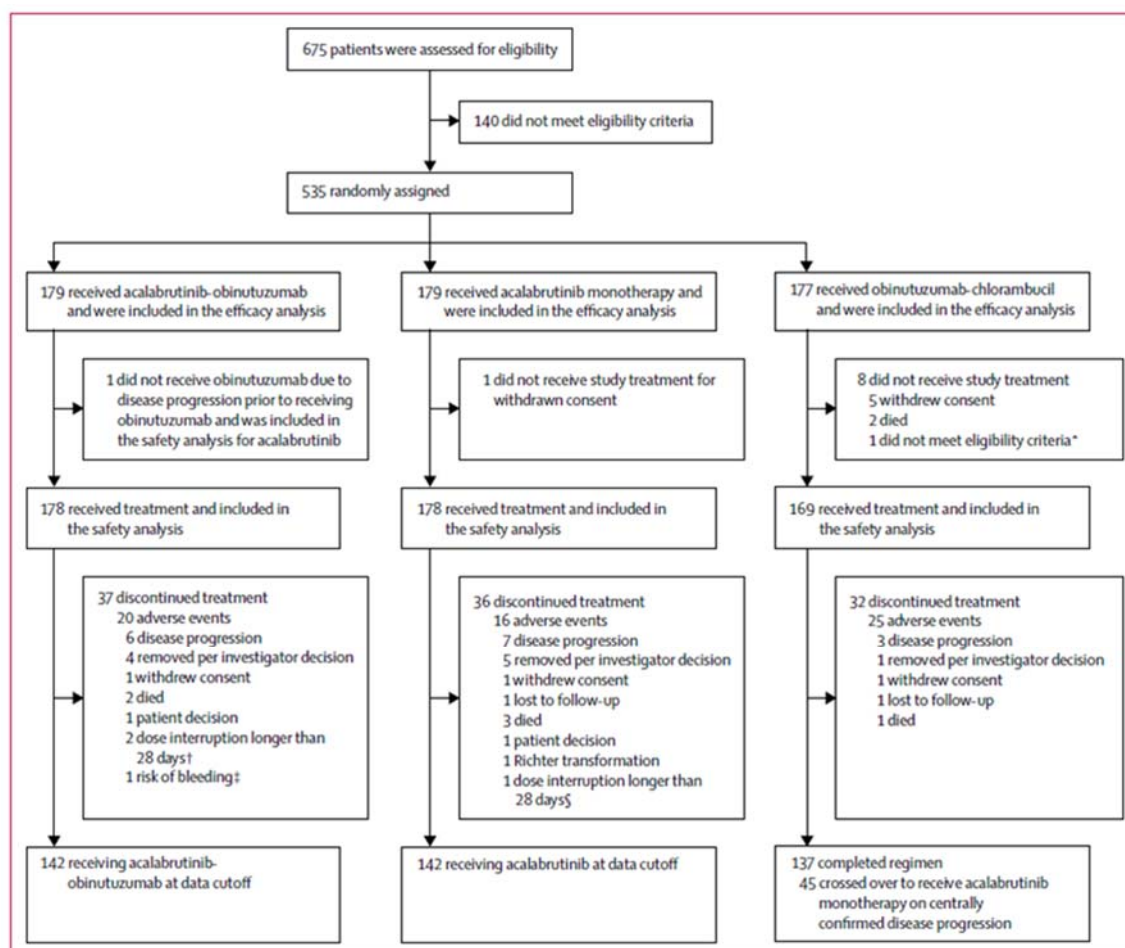 675 patients were assessed for eligibility
140 did not meet eligibility criteria
535 randomly assigned
179 received acalabrutinib-obinutuzumab
and were included in the efficacy analysis
179 received acalabrutinib monotherapy and
were included in the efficacy analysis
177 received obinutuzumab-chlorambucil
and were included in the efficacy analysis
1 did not receive obinutuzumab due to
disease progression prior to receiving
obinutuzumab and was included in
the safety analysis for acalabrutinib
1 did not receive study treatment for
withdrawn consent
8 did not receive study treatment
5 withdrew consent
2 died
1 did not meet eligibility criteria*
178 received treatment and included in
the safety analysis
178 received treatment and included in
the safety analysis
169 received treatment and included in
the safety analysis
37 discontinued treatment
20 adverse events
6 disease progression
4 removed per investigator decision
1 withdrew consent
2 died
1 patient decision
2 dose interruption longer than
28 days†
1 risk of bleeding‡
36 discontinued treatment
16 adverse events
7 disease progression
5 removed per investigator decision
1 withdrew consent
1 lost to follow-up
3 died
1 patient decision
1 Richter transformation
1 dose interruption longer than
28 days§
32 discontinued treatment
25 adverse events
3 disease progression
1 removed per investigator decision
1 withdrew consent
1 lost to follow-up
1 died
142 receiving acalabrutinib-
obinutuzumab at data cutoff
142 receiving acalabrutinib at data cutoff
137 completed regimen
45 crossed over to receive acalabrutinib
monotherapy on centrally
confirmed disease progression